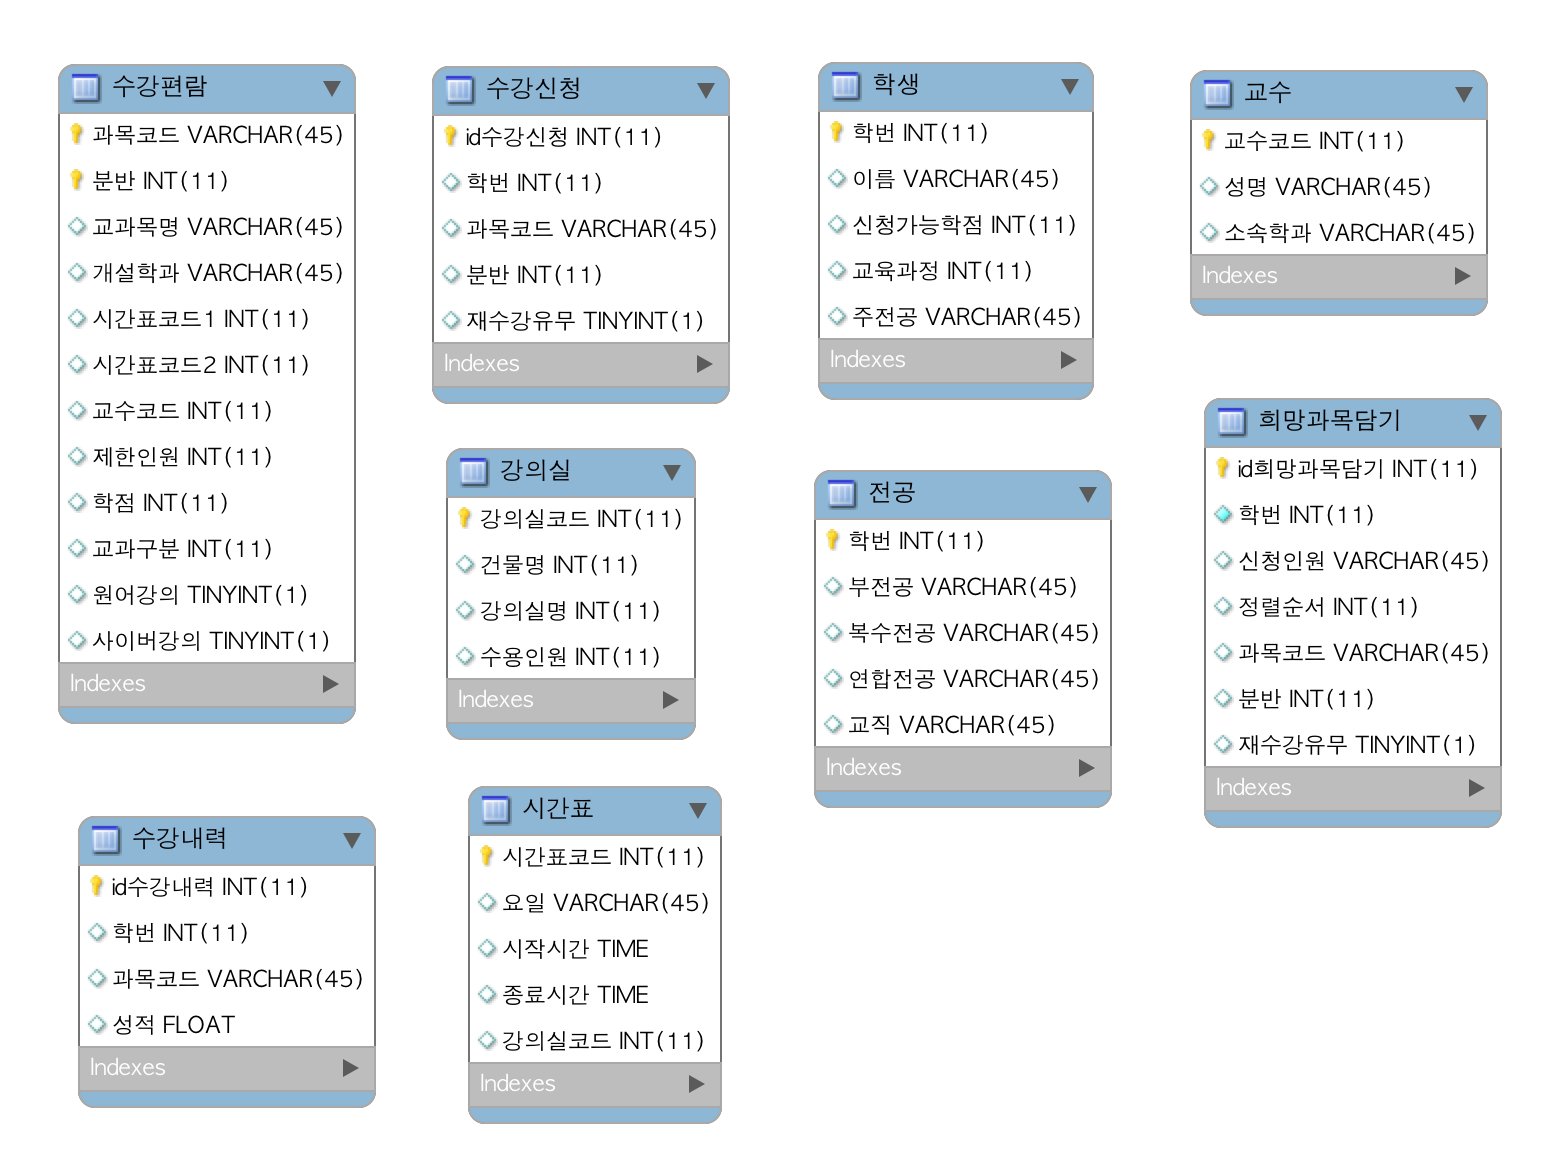 수강편람
과목코드 VARCHAR(45)
분반 INT(11)
교과목명 VARCHAR(45)
개설학과 VARCHAR(45)
시간표코드1 INT(11)
시간표코드2 INT(11)
교수코드 INT(11)
제한인원 INT(11)
학점 INT(11)
교과구분 INT(11)
원어강의 TINYINT(1)
사이버강의 TINYINT(1)
Indexes
수강신청
id수강신청 INT(11)
학번 INT(11)
과목코드 VARCHAR(45)
분반 INT(11)
재수강유무 TINYINT(1)
Indexes
학생
학번 INT(11)
이름 VARCHAR(45)
신청가능학점 INT(11)
교육과정 INT(11)
주전공 VARCHAR(45)
Indexes
교수
교수코드 INT(11)
성명 VARCHAR(45)
소속학과 VARCHAR(45)
Indexes
강의실
강의실코드 INT(11)
건물명 INT(11)
강의실명 INT(11)
수용인원 INT(11)
Indexes
전공
학번 INT(11)
부전공 VARCHAR(45)
복수전공 VARCHAR(45)
연합전공 VARCHAR(45)
교직 VARCHAR(45)
Indexes
희망과목담기
id희망과목담기 INT(11)
학번 INT(11)
신청인원 VARCHAR(45)
정렬순서 INT(11)
과목코드 VARCHAR(45)
분반 INT(11)
재수강유무 TINYINT(1)
Indexes
수강내력
id수강내력 INT(11)
학번 INT(11)
과목코드 VARCHAR(45)
성적 FLOAT
Indexes
시간표
시간표코드 INT(11)
요일 VARCHAR(45)
시작시간 TIME
종료시간 TIME
강의실코드 INT(11)
Indexes